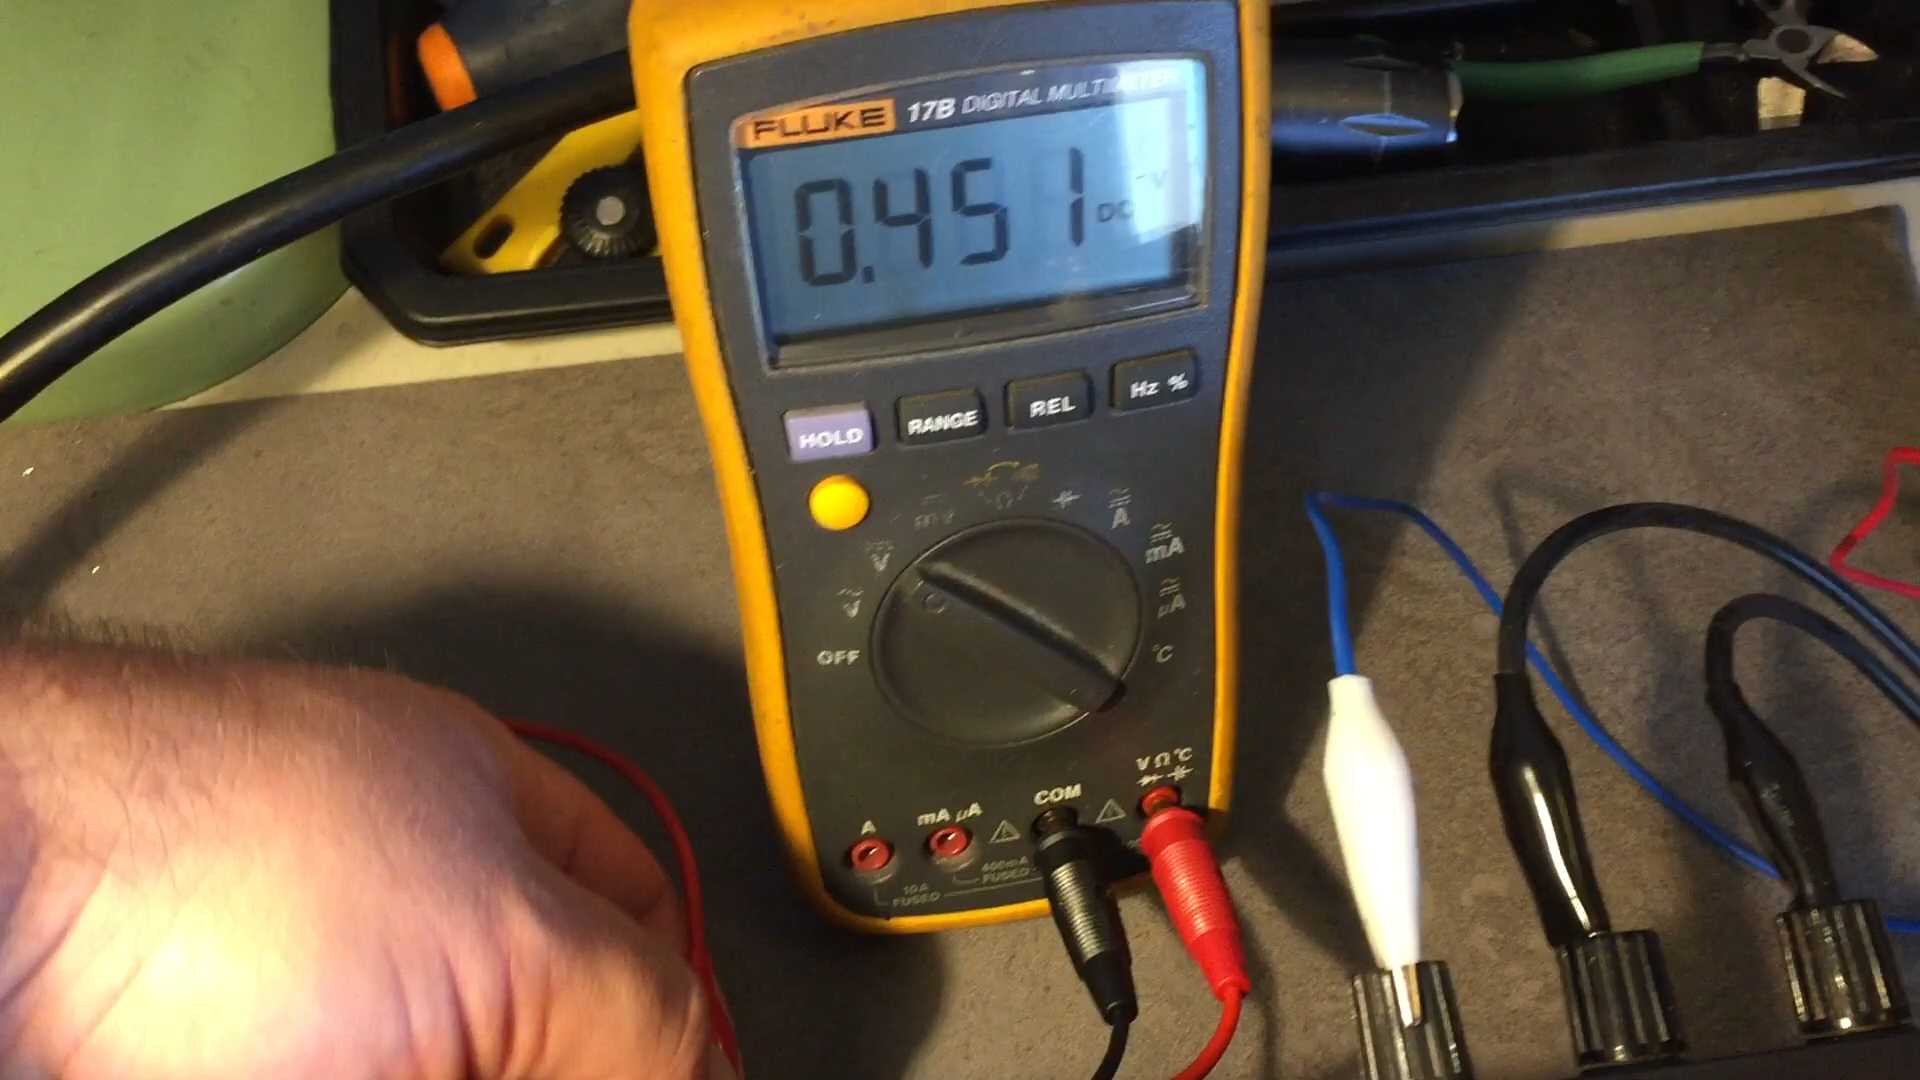 FLUKE 17B DIGITAL MULTIMETER
0.451 DC V
HOLD RANGE REL Hz %
V
A
mA
V
µA
OFF
°C
V Ω °C
COM
mA µA
A
400mA
FUSED
10A
FUSED